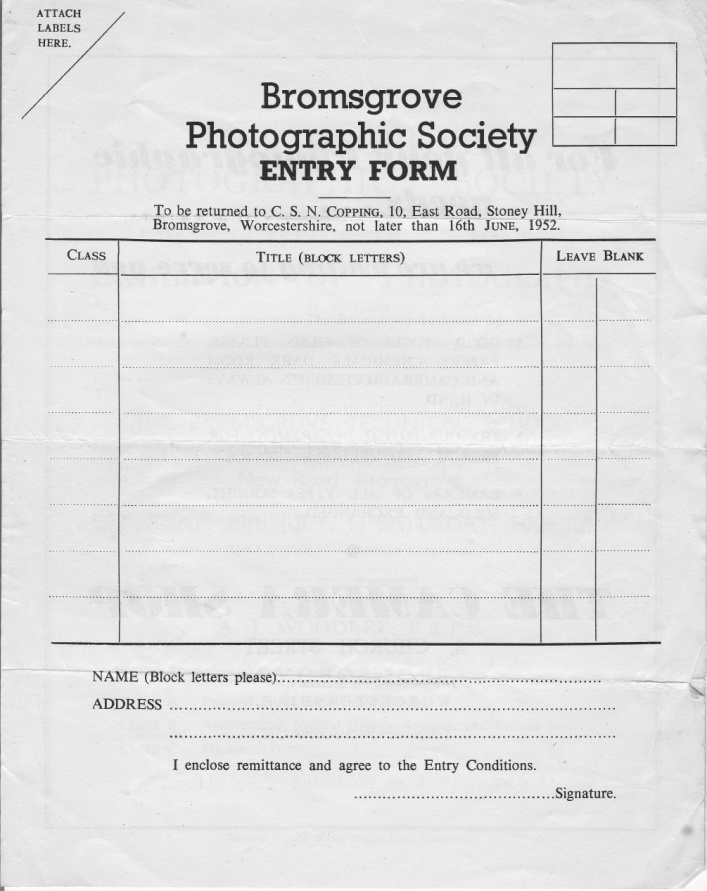 ATTACH
LABELS
HERE.
Bromsgrove
Photographic Society
ENTRY FORM
To be returned to C. S. N. COPPING, 10, East Road, Stoney Hill,
Bromsgrove, Worcestershire, not later than 16th JUNE, 1952.
CLASS TITLE (BLOCK LETTERS) LEAVE BLANK
NAME (Block letters please)
ADDRESS
I enclose remittance and agree to the Entry Conditions.
Signature.